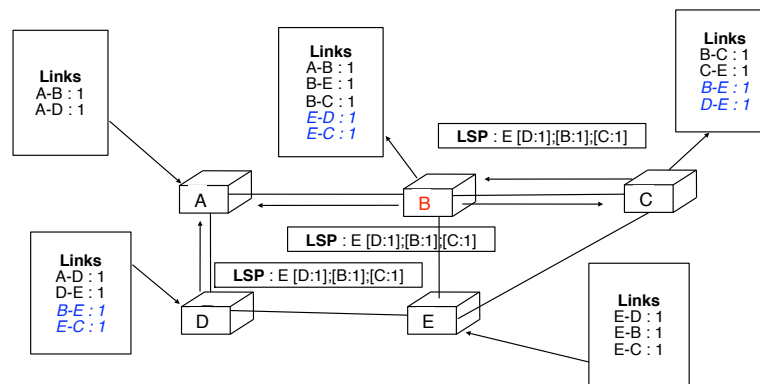 Links
A-B : 1
A-D : 1
Links
A-B : 1
B-E : 1
B-C : 1
E-D : 1
E-C : 1
Links
B-C : 1
C-E : 1
B-E : 1
D-E : 1
LSP : E [D:1];[B:1];[C:1]
A
B
C
LSP : E [D:1];[B:1];[C:1]
LSP : E [D:1];[B:1];[C:1]
Links
A-D : 1
D-E : 1
B-E : 1
E-C : 1
D
E
Links
E-D : 1
E-B : 1
E-C : 1